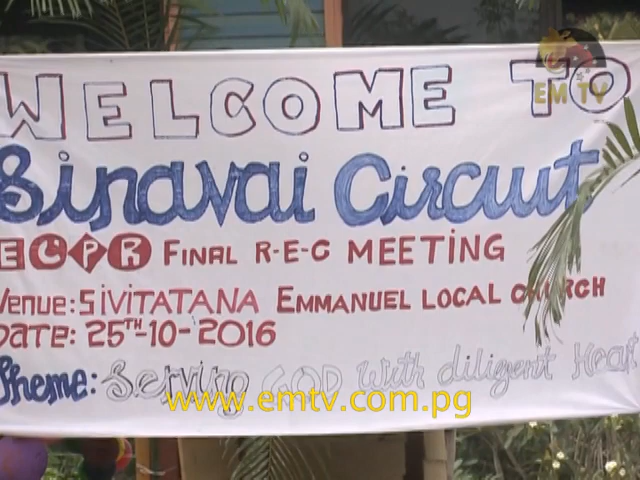 EM TV
WELCOME TO
Sinavai Circuit
ECPR FINAL R-E-C MEETING
Venue: SIVITATANA EMMANUEL LOCAL CHURCH
DATE: 25TH-10-2016
Theme: Serving GOD with diligent Heart
www.emtv.com.pg